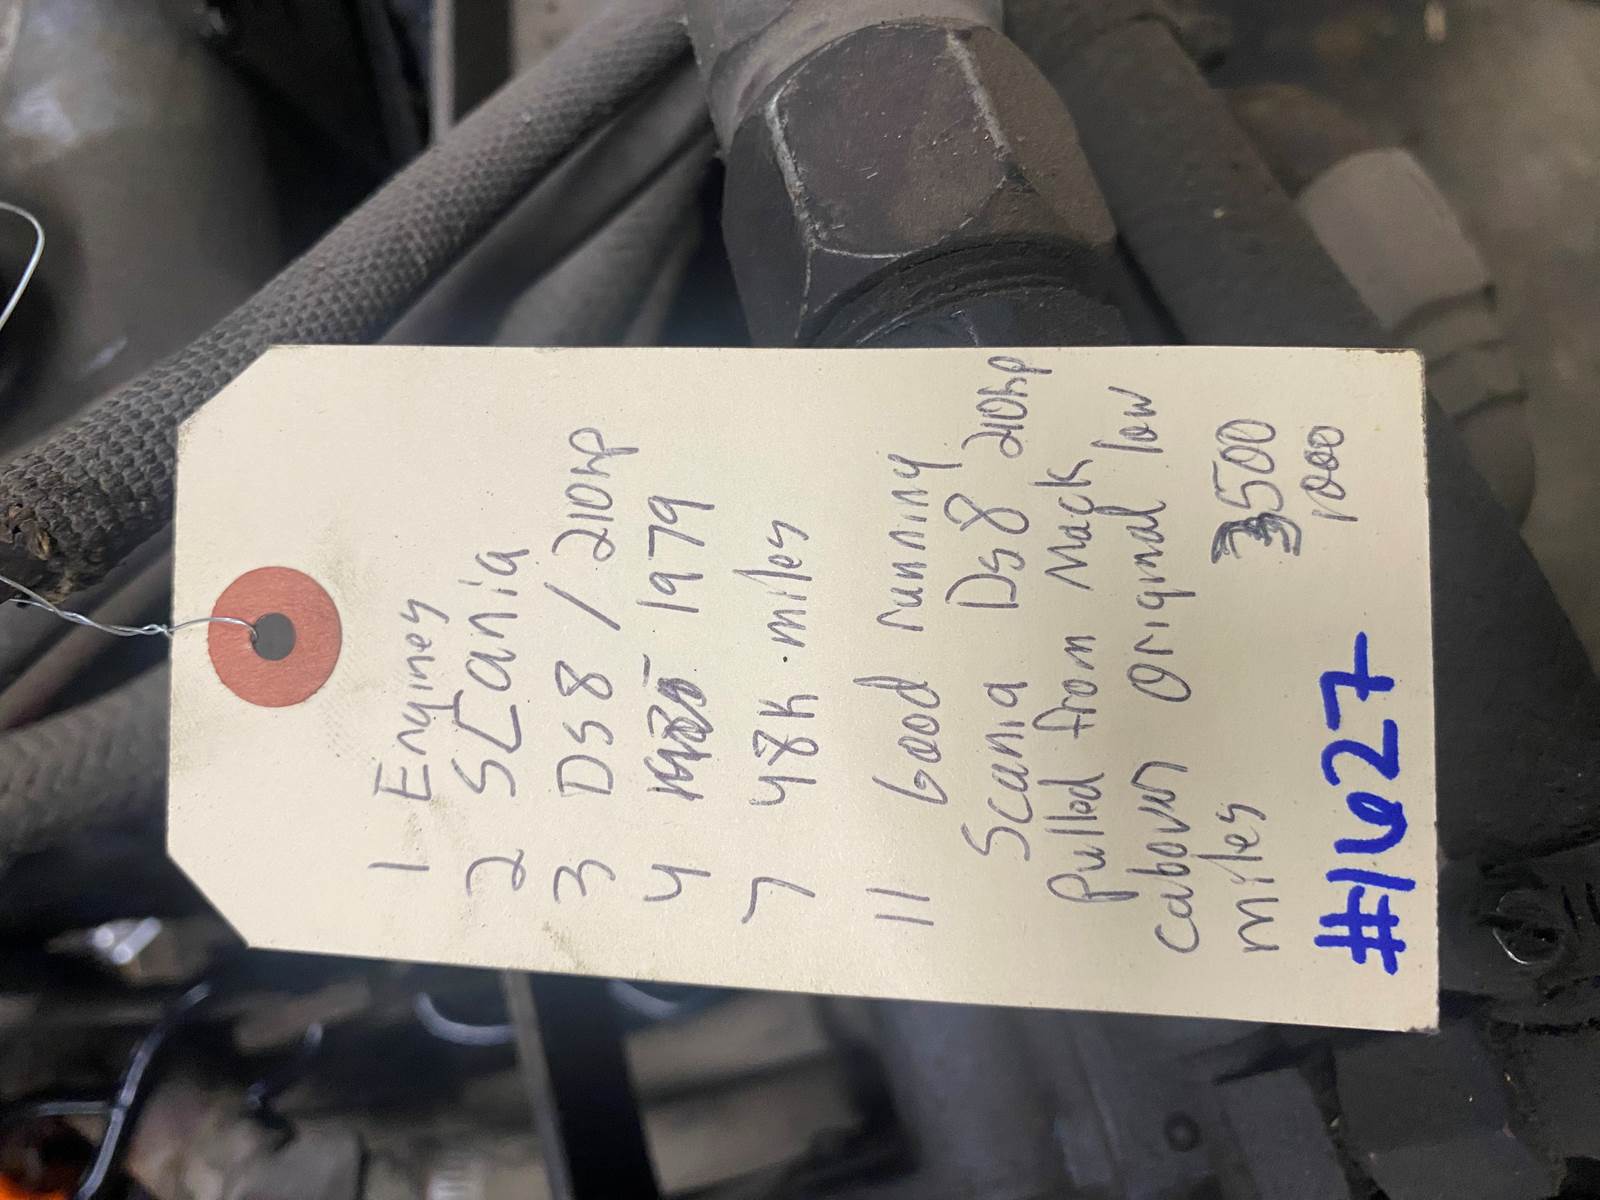 1 Engines
2 SCania
3 DS8 / 210hp
4 1979
7 48K miles
11 Good running
Scania DS8 210hp
Pulled from Mack
cabover Original low
miles 3500
1000
#1627